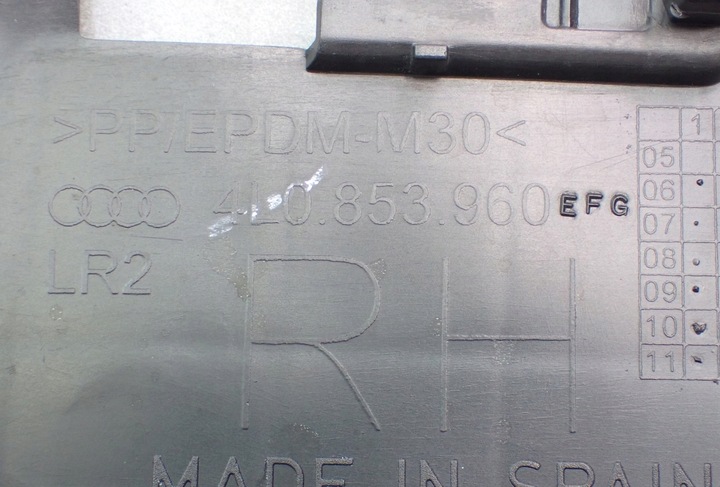 >PP/EPDM-M30<
4L0.853.960 EFG
LR2
RH
MADE IN SPAIN
1
05
06
07
08
09
10
11